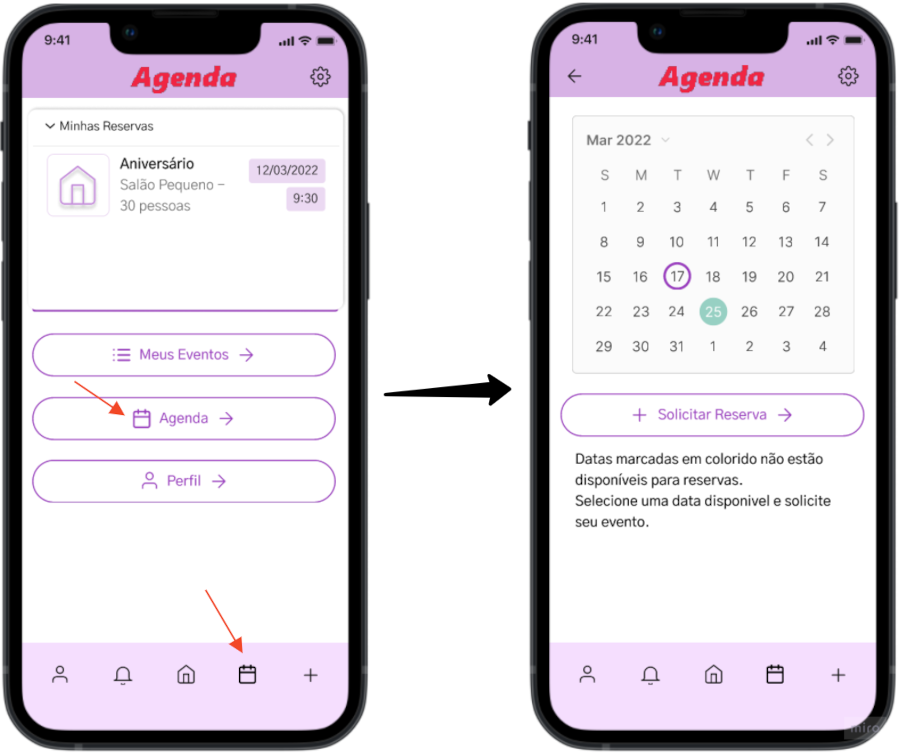 9:41
Agenda
Minhas Reservas
Aniversário
12/03/2022
Salão Pequeno –
30 pessoas
9:30
Meus Eventos
Agenda
Perfil
9:41
Agenda
Mar 2022
S M T W T F S
1 2 3 4 5 6 7
8 9 10 11 12 13 14
15 16 17 18 19 20 21
22 23 24 25 26 27 28
29 30 31 1 2 3 4
Solicitar Reserva
Datas marcadas em colorido não estão
disponíveis para reservas.
Selecione uma data disponivel e solicite
seu evento.
miro